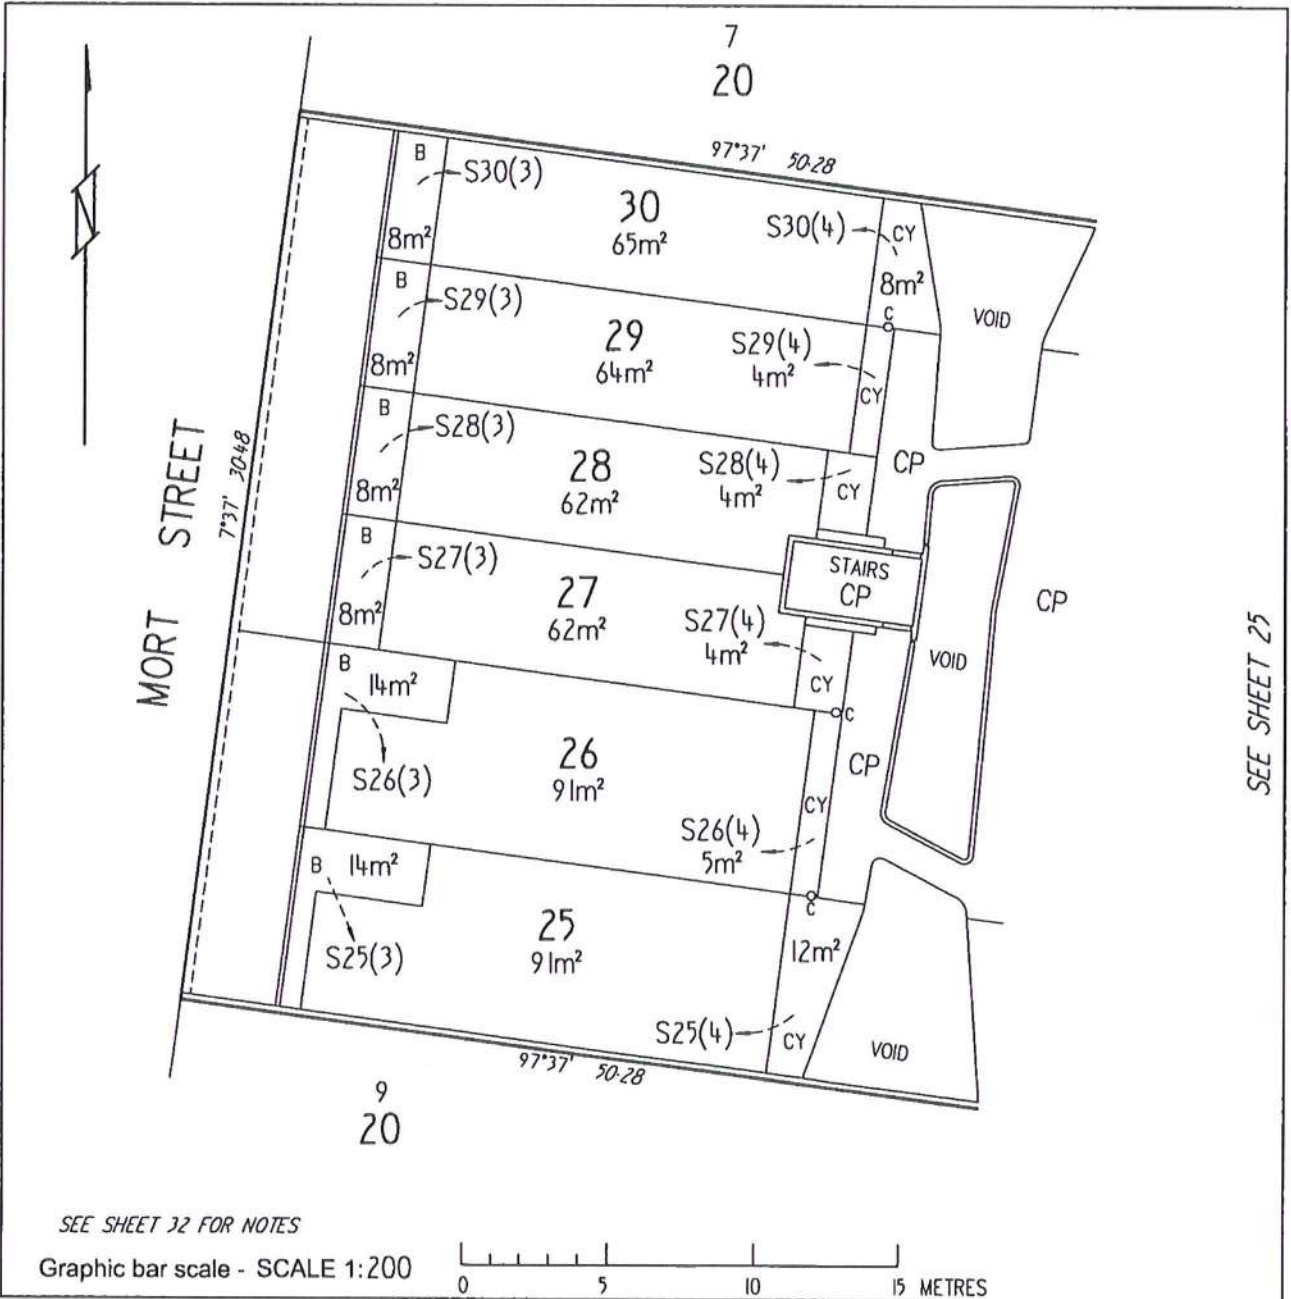 7
20
97°37' 50·28
B
S30(3)
30
65m²
S30(4)
CY
8m²
8m²
VOID
B
S29(3)
29
64m²
C
S29(4)
4m²
CY
8m²
B
S28(3)
28
62m²
S28(4)
4m²
CY
CP
8m²
MORT STREET
7°37' 30·48
B
S27(3)
27
62m²
STAIRS
CP
CP
8m²
S27(4)
4m²
CY
C
VOID
SEE SHEET 25
B
14m²
S26(3)
26
91m²
CP
CY
S26(4)
5m²
B
14m²
C
S25(3)
25
91m²
12m²
S25(4)
CY
VOID
97°37' 50·28
9
20
SEE SHEET 32 FOR NOTES
Graphic bar scale - SCALE 1:200
0 5 10 15 METRES